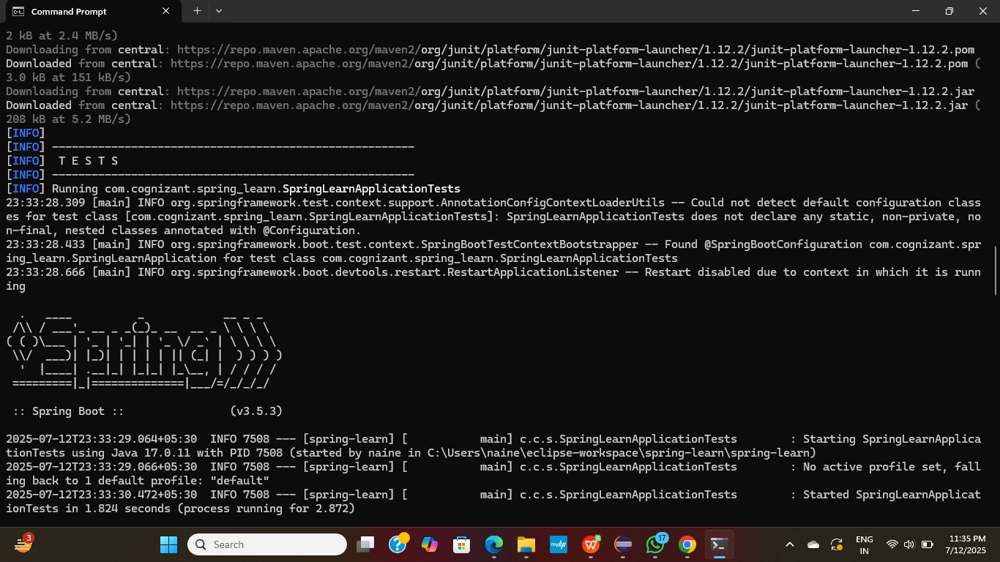 Command Prompt
2 kB at 2.4 MB/s)
Downloading from central: https://repo.maven.apache.org/maven2/org/junit/platform/junit-platform-launcher/1.12.2/junit-platform-launcher-1.12.2.pom
Downloaded from central: https://repo.maven.apache.org/maven2/org/junit/platform/junit-platform-launcher/1.12.2/junit-platform-launcher-1.12.2.pom (
3.0 kB at 151 kB/s)
Downloading from central: https://repo.maven.apache.org/maven2/org/junit/platform/junit-platform-launcher/1.12.2/junit-platform-launcher-1.12.2.jar
Downloaded from central: https://repo.maven.apache.org/maven2/org/junit/platform/junit-platform-launcher/1.12.2/junit-platform-launcher-1.12.2.jar (
208 kB at 5.2 MB/s)
[INFO]
[INFO] -------------------------------------------------------
[INFO]  T E S T S
[INFO] -------------------------------------------------------
[INFO] Running com.cognizant.spring_learn.SpringLearnApplicationTests
23:33:28.309 [main] INFO org.springframework.test.context.support.AnnotationConfigContextLoaderUtils -- Could not detect default configuration class
es for test class [com.cognizant.spring_learn.SpringLearnApplicationTests]: SpringLearnApplicationTests does not declare any static, non-private, no
n-final, nested classes annotated with @Configuration.
23:33:28.433 [main] INFO org.springframework.boot.test.context.SpringBootTestContextBootstrapper -- Found @SpringBootConfiguration com.cognizant.spr
ing_learn.SpringLearnApplication for test class com.cognizant.spring_learn.SpringLearnApplicationTests
23:33:28.666 [main] INFO org.springframework.boot.devtools.restart.RestartApplicationListener -- Restart disabled due to context in which it is runn
ing
  .   ____          _            __ _ _
 /\\ / ___'_ __ _ _(_)_ __  __ _ \ \ \ \
( ( )\___ | '_ | '_| | '_ \/ _` | \ \ \ \
 \\/  ___)| |_)| | | | | || (_| |  ) ) ) )
  '  |____| .__|_| |_|_| |_\__, | / / / /
 =========|_|==============|___/=/_/_/_/
 :: Spring Boot ::                (v3.5.3)
2025-07-12T23:33:29.064+05:30  INFO 7508 --- [spring-learn] [           main] c.c.s.SpringLearnApplicationTests        : Starting SpringLearnApplica
tionTests using Java 17.0.11 with PID 7508 (started by naine in C:\Users\naine\eclipse-workspace\spring-learn\spring-learn)
2025-07-12T23:33:29.066+05:30  INFO 7508 --- [spring-learn] [           main] c.c.s.SpringLearnApplicationTests        : No active profile set, fall
ing back to 1 default profile: "default"
2025-07-12T23:33:30.472+05:30  INFO 7508 --- [spring-learn] [           main] c.c.s.SpringLearnApplicationTests        : Started SpringLearnApplicat
ionTests in 1.824 seconds (process running for 2.872)
3
Search
myhp
17
ENG
IN
11:35 PM
7/12/2025